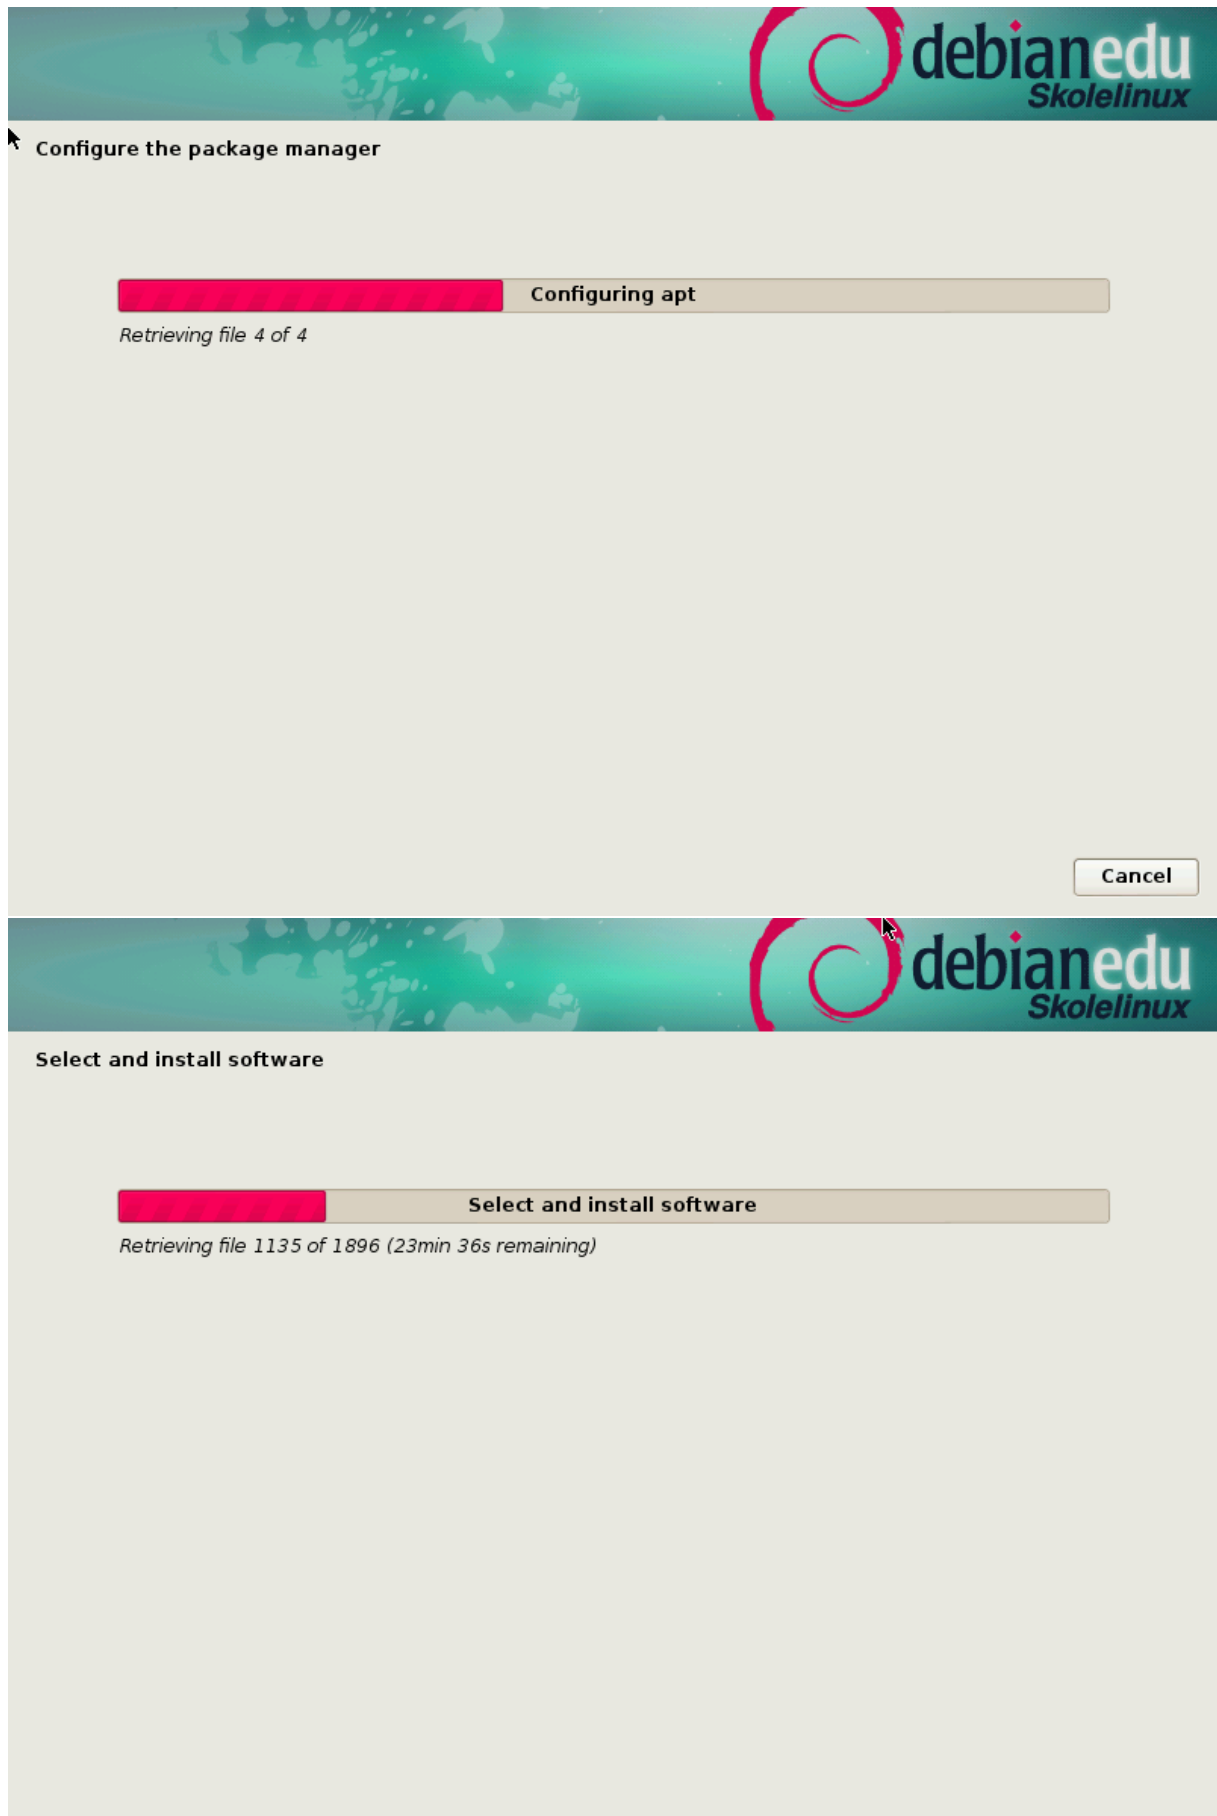 debianedu
Skolelinux
Configure the package manager
Configuring apt
Retrieving file 4 of 4
Cancel
debianedu
Skolelinux
Select and install software
Select and install software
Retrieving file 1135 of 1896 (23min 36s remaining)